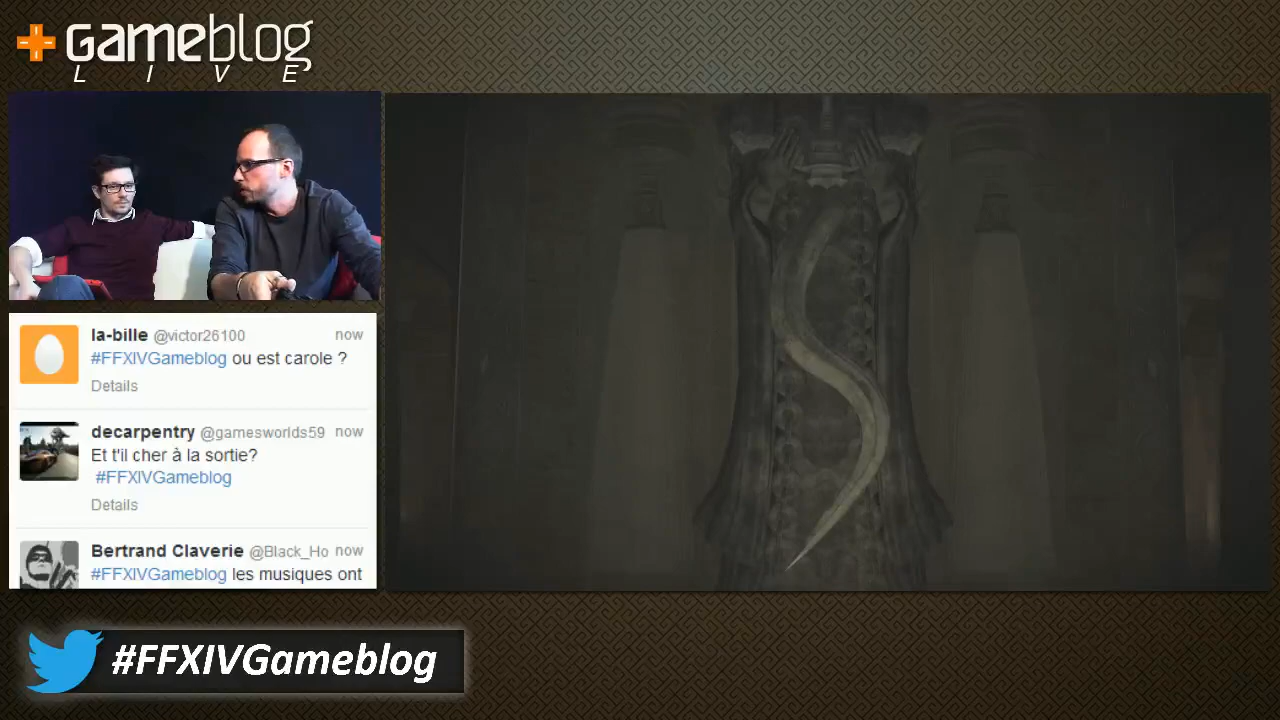 gameblog
LIVE
la-bille @victor26100 now
#FFXIVGameblog ou est carole ?
Details
decarpentry @gamesworlds59 now
Et t'il cher à la sortie?
#FFXIVGameblog
Details
Bertrand Claverie @Black_Ho now
#FFXIVGameblog les musiques ont
#FFXIVGameblog